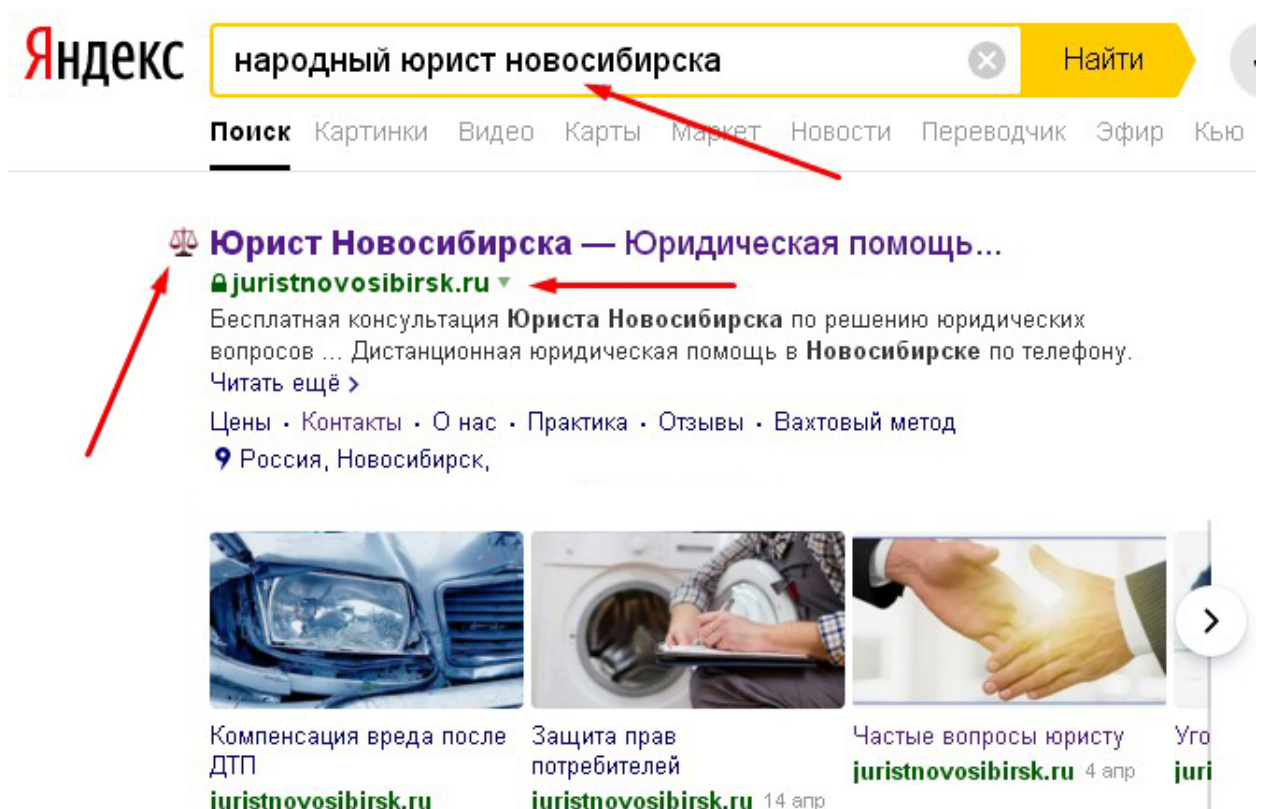 Яндекс
народный юрист новосибирска
Найти
Поиск Картинки Видео Карты Маркет Новости Переводчик Эфир Кью
Юрист Новосибирска — Юридическая помощь...
juristnovosibirsk.ru
Бесплатная консультация Юриста Новосибирска по решению юридических
вопросов ... Дистанционная юридическая помощь в Новосибирске по телефону.
Читать ещё >
Цены · Контакты · О нас · Практика · Отзывы · Вахтовый метод
Россия, Новосибирск,
Компенсация вреда после
ДТП
juristnovosibirsk.ru
Защита прав
потребителей
juristnovosibirsk.ru 14 апр
Частые вопросы юристу
juristnovosibirsk.ru 4 апр